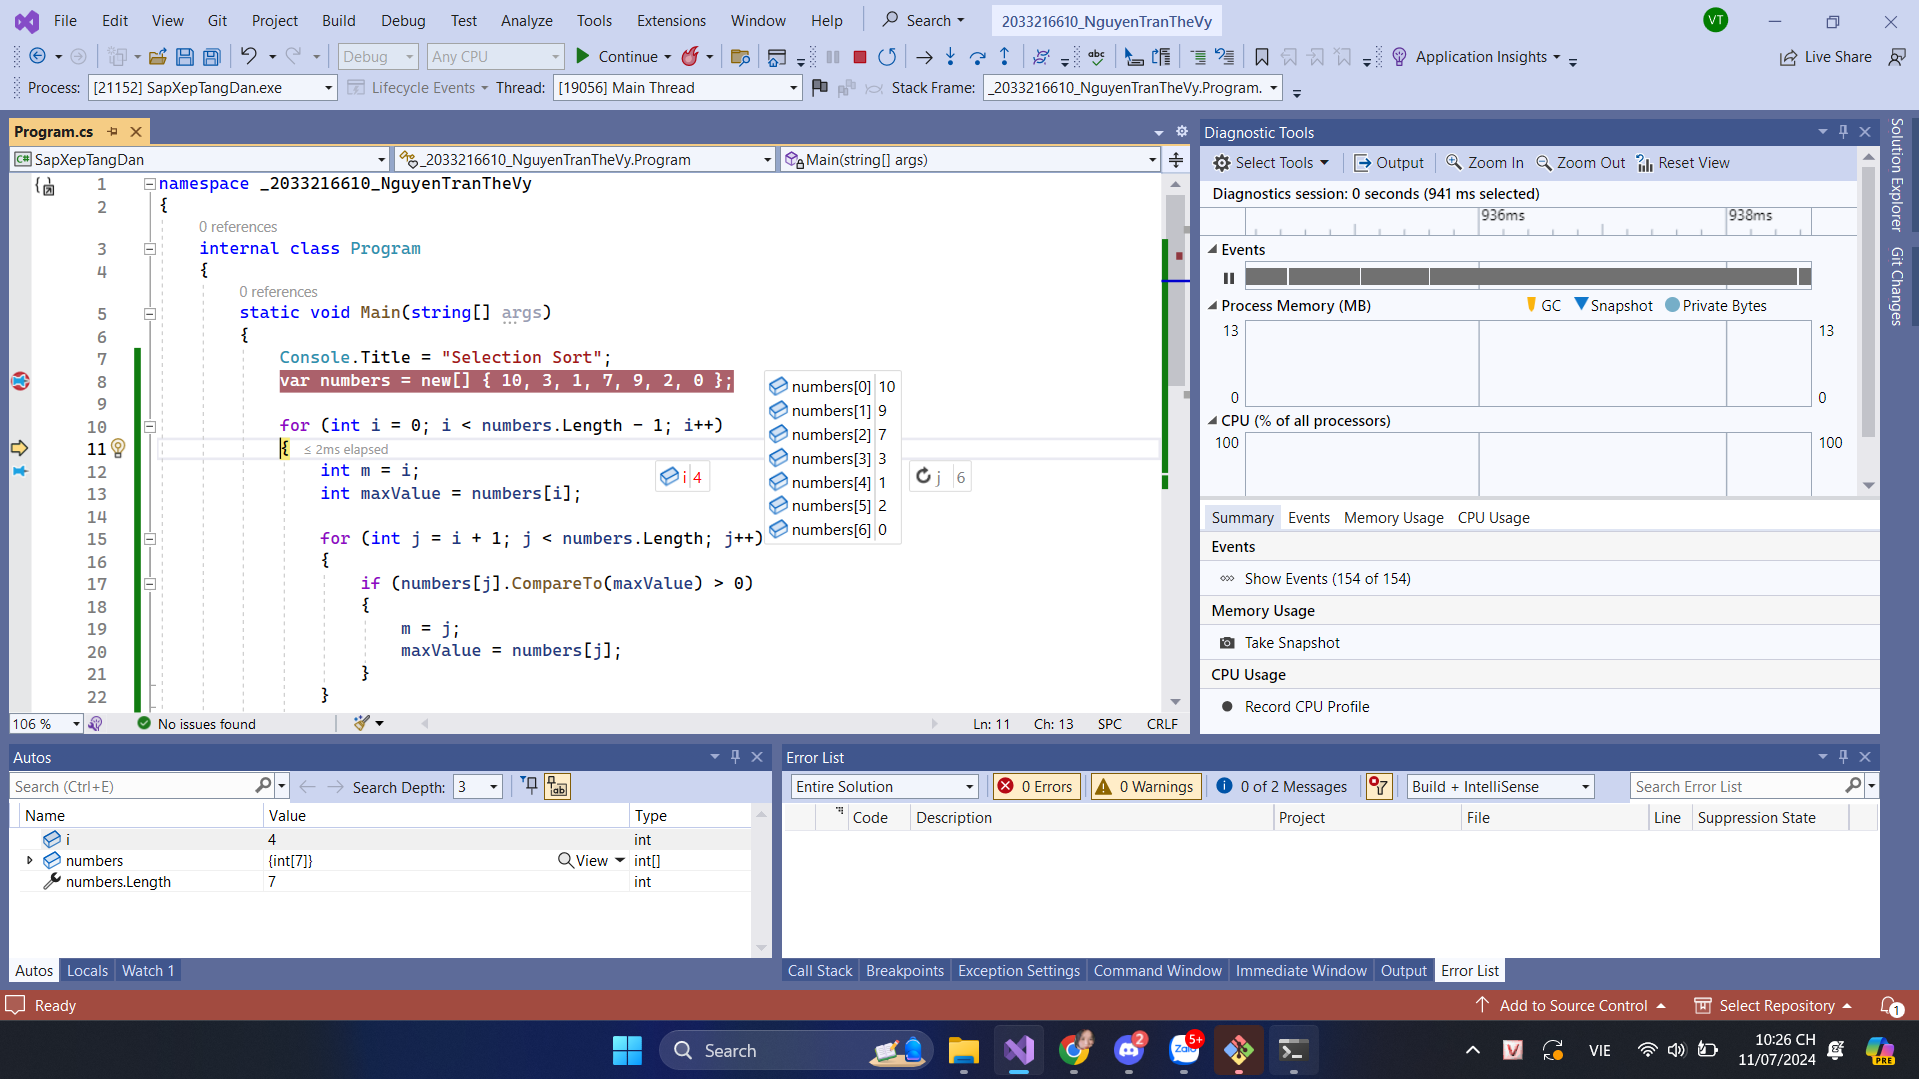 File Edit View Git Project Build Debug Test Analyze Tools Extensions Window Help Search 2033216610_NguyenTranTheVy VT
Debug Any CPU Continue abc Application Insights Live Share
Process: [21152] SapXepTangDan.exe Lifecycle Events Thread: [19056] Main Thread Stack Frame: _2033216610_NguyenTranTheVy.Program.
Program.cs
C# SapXepTangDan _2033216610_NguyenTranTheVy.Program Main(string[] args)
1 namespace _2033216610_NguyenTranTheVy
2 {
0 references
3 internal class Program
4 {
0 references
5 static void Main(string[] args)
6 {
7 Console.Title = "Selection Sort";
8 var numbers = new[] { 10, 3, 1, 7, 9, 2, 0 };
9
10 for (int i = 0; i < numbers.Length - 1; i++)
11 { ≤ 2ms elapsed
12 int m = i;
13 int maxValue = numbers[i];
14
15 for (int j = i + 1; j < numbers.Length; j++)
16 {
17 if (numbers[j].CompareTo(maxValue) > 0)
18 {
19 m = j;
20 maxValue = numbers[j];
21 }
22 }
numbers[0] 10
numbers[1] 9
numbers[2] 7
numbers[3] 3
numbers[4] 1
numbers[5] 2
numbers[6] 0
i 4
j 6
106 % No issues found Ln: 11 Ch: 13 SPC CRLF
Diagnostic Tools
Select Tools Output Zoom In Zoom Out Reset View
Diagnostics session: 0 seconds (941 ms selected)
936ms 938ms
Events
Process Memory (MB) GC Snapshot Private Bytes
13 13
0 0
CPU (% of all processors)
100 100
Summary Events Memory Usage CPU Usage
Events
Show Events (154 of 154)
Memory Usage
Take Snapshot
CPU Usage
Record CPU Profile
Solution Explorer
Git Changes
Autos
Search (Ctrl+E) Search Depth: 3
Name Value Type
i 4 int
numbers {int[7]} View int[]
numbers.Length 7 int
Autos Locals Watch 1
Error List
Entire Solution 0 Errors 0 Warnings 0 of 2 Messages Build + IntelliSense Search Error List
Code Description Project File Line Suppression State
Call Stack Breakpoints Exception Settings Command Window Immediate Window Output Error List
Ready Add to Source Control Select Repository 1
Search 2 Zalo 5+ V VIE 10:26 CH PRE
11/07/2024